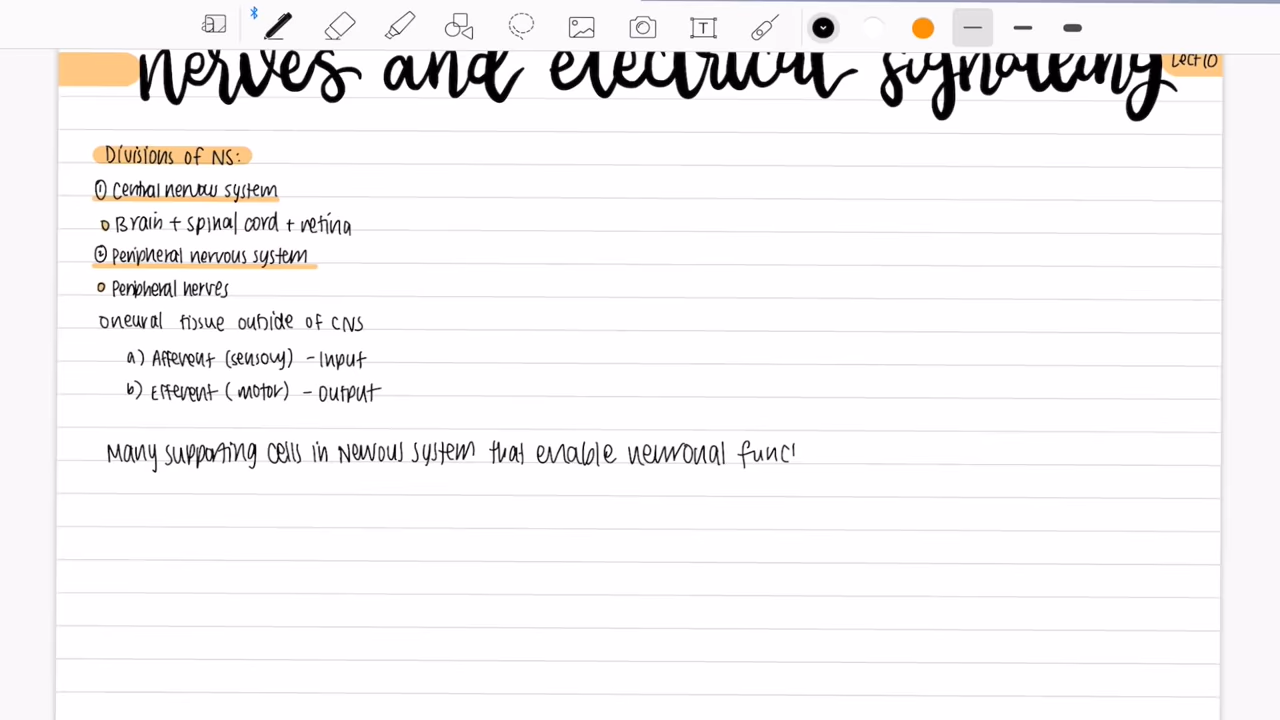 nerves and electrical signaling
Lect 10
Divisions of NS:
① Central nervous system
Brain + spinal cord + retina
② Peripheral nervous system
Peripheral nerves
neural tissue outside of CNS
a) Afferent (sensory) - Input
b) Efferent (motor) - output
Many supporting cells in Nervous system that enable neuronal func